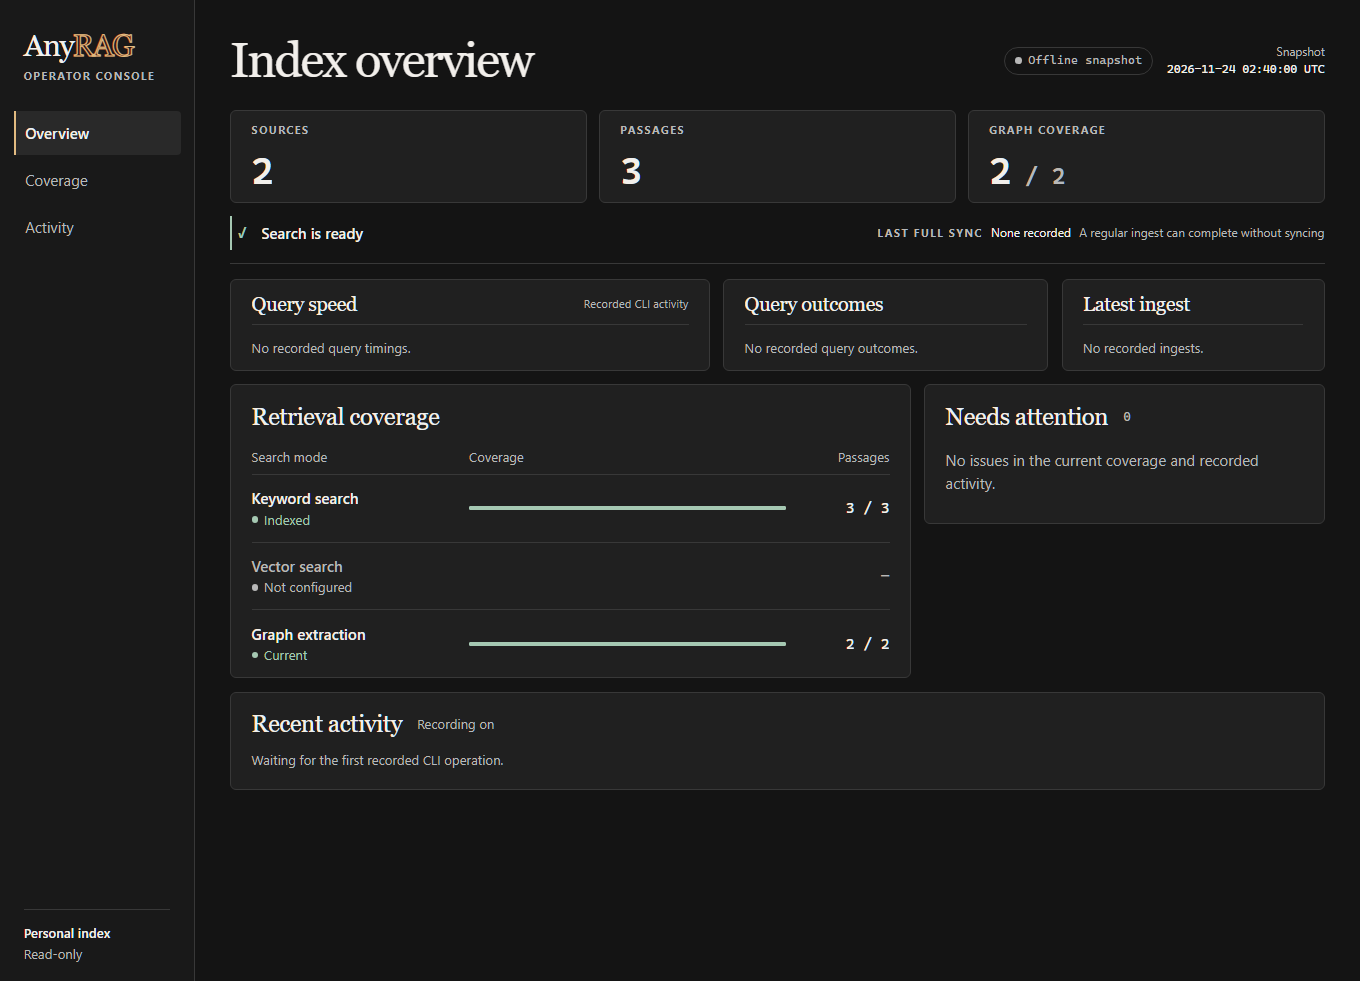 AnyRAG
OPERATOR CONSOLE
Overview
Coverage
Activity
Personal index
Read-only
Index overview
Offline snapshot
Snapshot
2026-11-24 02:40:00 UTC
SOURCES
2
PASSAGES
3
GRAPH COVERAGE
2 / 2
✓ Search is ready
LAST FULL SYNC None recorded A regular ingest can complete without syncing
Query speed Recorded CLI activity
No recorded query timings.
Query outcomes
No recorded query outcomes.
Latest ingest
No recorded ingests.
Retrieval coverage
Search mode Coverage Passages
Keyword search
Indexed
3 / 3
Vector search
Not configured
—
Graph extraction
Current
2 / 2
Needs attention 0
No issues in the current coverage and recorded
activity.
Recent activity Recording on
Waiting for the first recorded CLI operation.